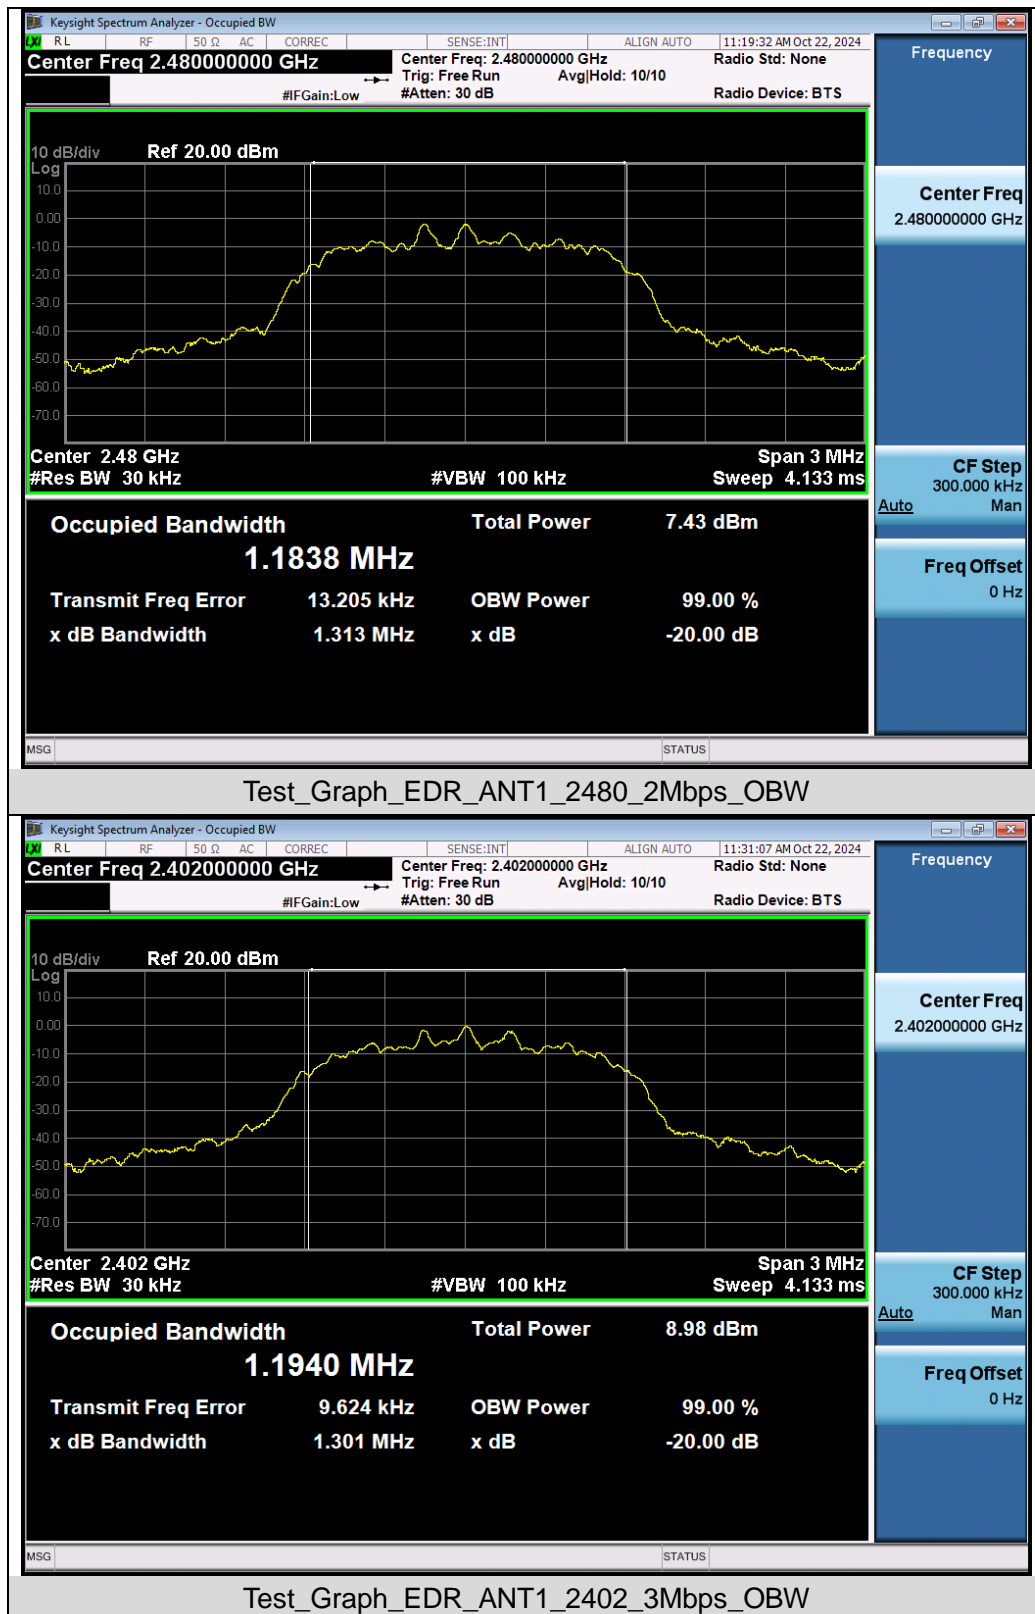 Keysight Spectrum Analyzer - Occupied BW
LXI RL RF 50 Ω AC CORREC SENSE:INT ALIGN AUTO 11:19:32 AM Oct 22, 2024
Center Freq 2.480000000 GHz
Center Freq: 2.480000000 GHz
Radio Std: None
Trig: Free Run Avg|Hold: 10/10
#IFGain:Low #Atten: 30 dB Radio Device: BTS
Frequency
10 dB/div Ref 20.00 dBm
Log
10.0
0.00
-10.0
-20.0
-30.0
-40.0
-50.0
-60.0
-70.0
Center 2.48 GHz Span 3 MHz
#Res BW 30 kHz #VBW 100 kHz Sweep 4.133 ms
Center Freq
2.480000000 GHz
CF Step
300.000 kHz
Auto Man
Freq Offset
0 Hz
Occupied Bandwidth Total Power 7.43 dBm
1.1838 MHz
Transmit Freq Error 13.205 kHz OBW Power 99.00 %
x dB Bandwidth 1.313 MHz x dB -20.00 dB
MSG STATUS
Test_Graph_EDR_ANT1_2480_2Mbps_OBW
Keysight Spectrum Analyzer - Occupied BW
LXI RL RF 50 Ω AC CORREC SENSE:INT ALIGN AUTO 11:31:07 AM Oct 22, 2024
Center Freq 2.402000000 GHz
Center Freq: 2.402000000 GHz
Radio Std: None
Trig: Free Run Avg|Hold: 10/10
#IFGain:Low #Atten: 30 dB Radio Device: BTS
Frequency
10 dB/div Ref 20.00 dBm
Log
10.0
0.00
-10.0
-20.0
-30.0
-40.0
-50.0
-60.0
-70.0
Center 2.402 GHz Span 3 MHz
#Res BW 30 kHz #VBW 100 kHz Sweep 4.133 ms
Center Freq
2.402000000 GHz
CF Step
300.000 kHz
Auto Man
Freq Offset
0 Hz
Occupied Bandwidth Total Power 8.98 dBm
1.1940 MHz
Transmit Freq Error 9.624 kHz OBW Power 99.00 %
x dB Bandwidth 1.301 MHz x dB -20.00 dB
MSG STATUS
Test_Graph_EDR_ANT1_2402_3Mbps_OBW